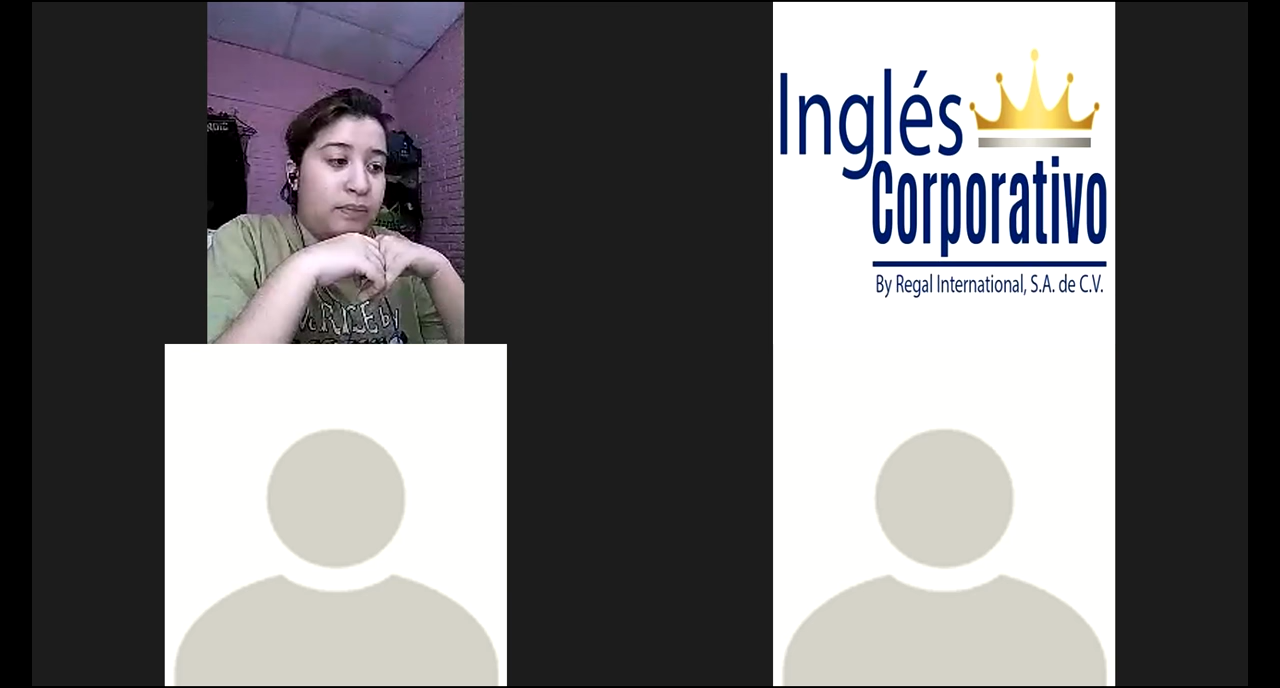 Inglés
Corporativo
By Regal International, S.A. de C.V.